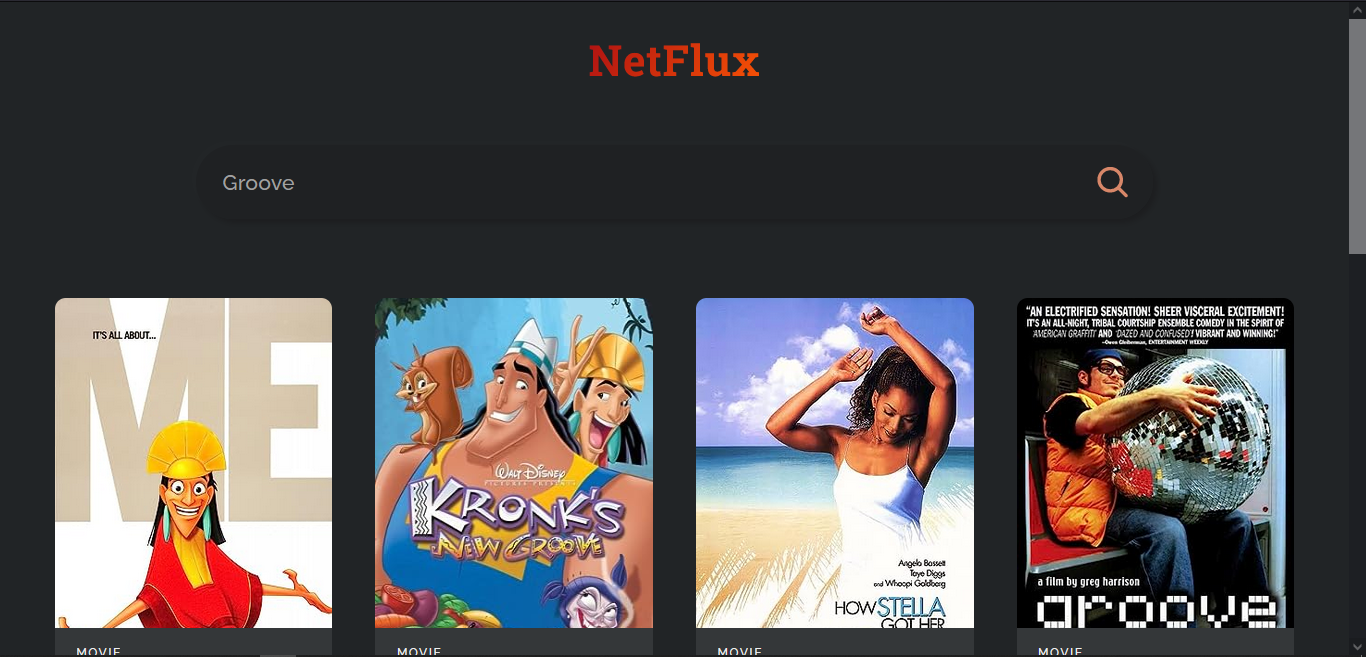 NetFlux
Groove
IT'S ALL ABOUT...
ME
WALT DISNEY
PICTURES PRESENTS
KRONK'S
NEW GROOVE
Angela Bassett
Taye Diggs
and Whoopi Goldberg
HOW STELLA
GOT HER
"AN ELECTRIFIED SENSATION! SHEER VISCERAL EXCITEMENT!
IT'S AN ALL-NIGHT, TRIBAL COURTSHIP ENSEMBLE COMEDY IN THE SPIRIT OF
'AMERICAN GRAFFITI' AND 'DAZED AND CONFUSED'! VIBRANT AND WINNING!"
–Owen Gleiberman, ENTERTAINMENT WEEKLY
a film by greg harrison
groove
MOVIE
MOVIE
MOVIE
MOVIE